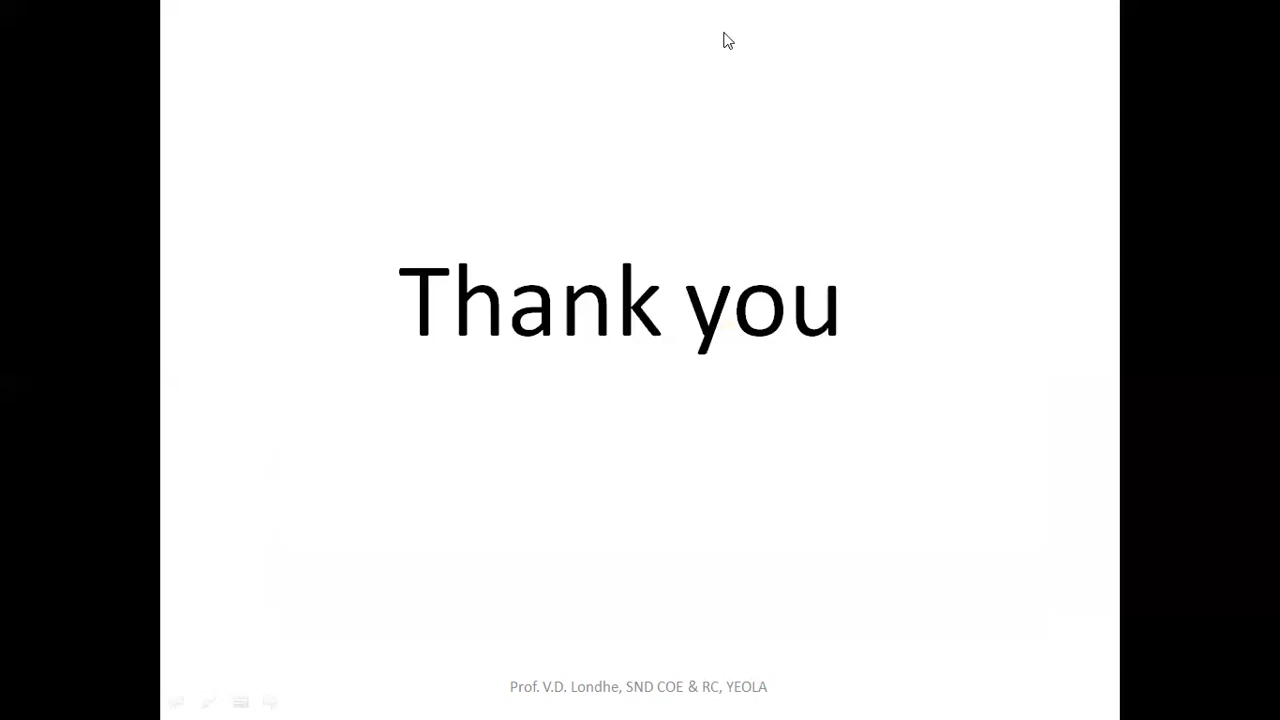 Thank you
Prof. V.D. Londhe, SND COE & RC, YEOLA